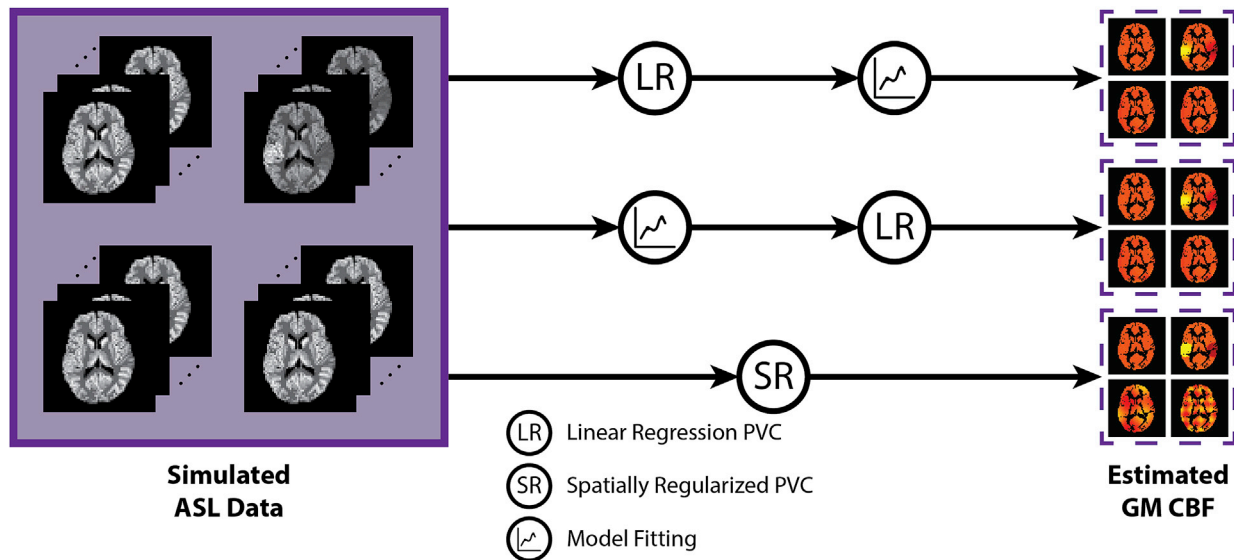 LR
LR
SR
LR Linear Regression PVC
SR Spatially Regularized PVC
Model Fitting
Simulated
ASL Data
Estimated
GM CBF